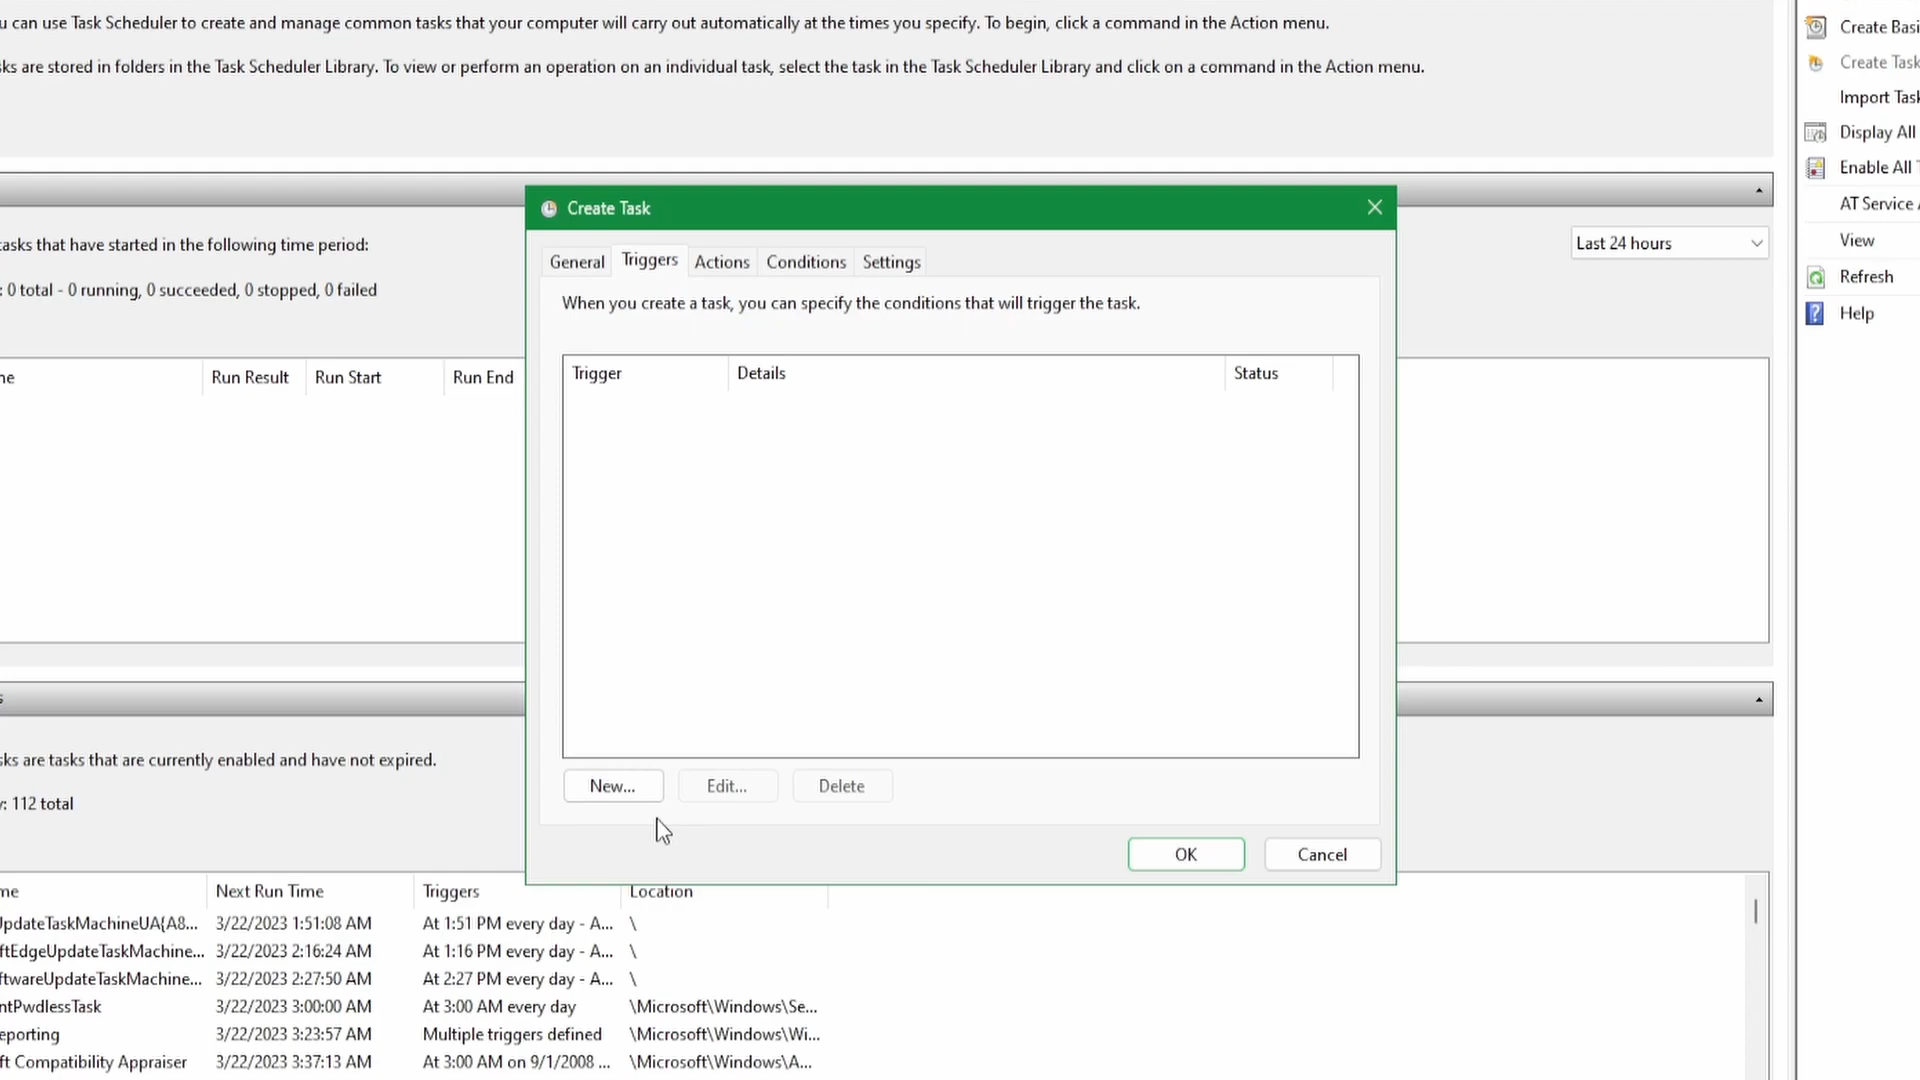 u can use Task Scheduler to create and manage common tasks that your computer will carry out automatically at the times you specify. To begin, click a command in the Action menu.
ks are stored in folders in the Task Scheduler Library. To view or perform an operation on an individual task, select the task in the Task Scheduler Library and click on a command in the Action menu.
asks that have started in the following time period:
Last 24 hours
: 0 total - 0 running, 0 succeeded, 0 stopped, 0 failed
ne
Run Result
Run Start
Run End
Create Task
General
Triggers
Actions
Conditions
Settings
When you create a task, you can specify the conditions that will trigger the task.
Trigger
Details
Status
New...
Edit...
Delete
OK
Cancel
s
sks are tasks that are currently enabled and have not expired.
y: 112 total
me
Next Run Time
Triggers
Location
UpdateTaskMachineUA{A8... 3/22/2023 1:51:08 AM At 1:51 PM every day - A... \
ftEdgeUpdateTaskMachine... 3/22/2023 2:16:24 AM At 1:16 PM every day - A... \
ftwareUpdateTaskMachine... 3/22/2023 2:27:50 AM At 2:27 PM every day - A... \
ntPwdlessTask 3/22/2023 3:00:00 AM At 3:00 AM every day \Microsoft\Windows\Se...
eporting 3/22/2023 3:23:57 AM Multiple triggers defined \Microsoft\Windows\Wi...
ft Compatibility Appraiser 3/22/2023 3:37:13 AM At 3:00 AM on 9/1/2008 ... \Microsoft\Windows\A...
Create Basi
Create Task
Import Task
Display All
Enable All T
AT Service A
View
Refresh
Help